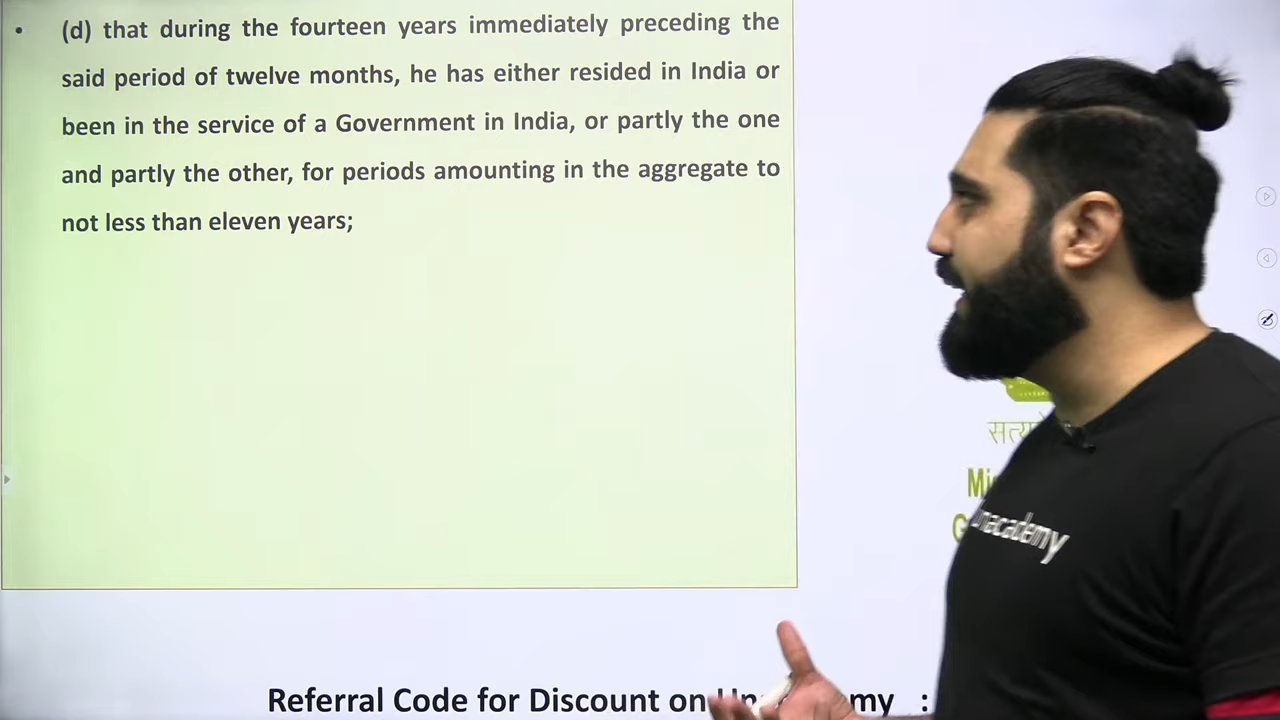 • (d) that during the fourteen years immediately preceding the
said period of twelve months, he has either resided in India or
been in the service of a Government in India, or partly the one
and partly the other, for periods amounting in the aggregate to
not less than eleven years;
सत्य
unacademy
Referral Code for Discount on :